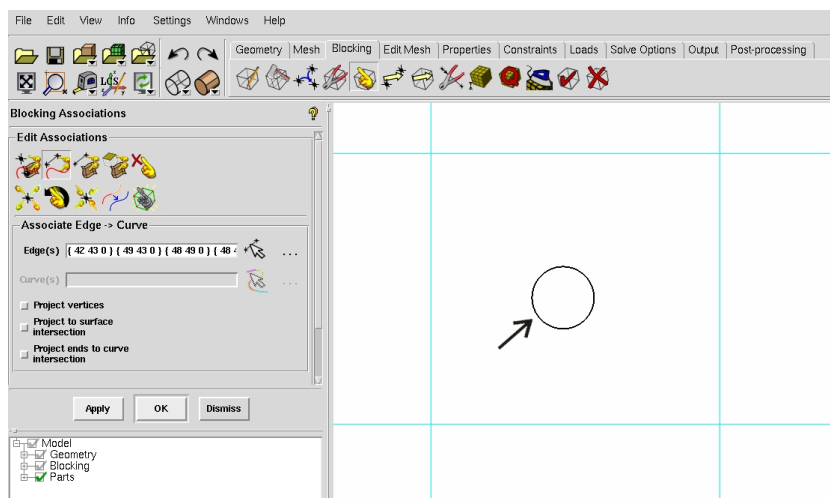 File Edit View Info Settings Windows Help
Geometry Mesh Blocking Edit Mesh Properties Constraints Loads Solve Options Output Post-processing
Blocking Associations
Edit Associations
Associate Edge -> Curve
Edge(s) { 42 43 0 } { 49 43 0 } { 48 49 0 } { 48 ...
Curve(s) ...
Project vertices
Project to surface
intersection
Project ends to curve
intersection
Apply OK Dismiss
Model
Geometry
Blocking
Parts